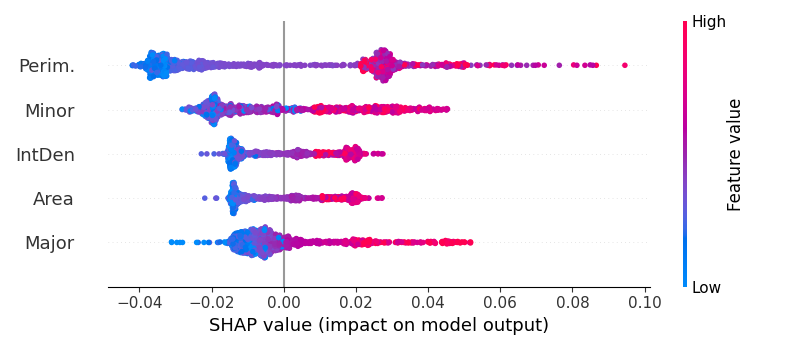 High
Perim.
Minor
IntDen
Area
Major
Feature value
Low
−0.04 −0.02 0.00 0.02 0.04 0.06 0.08 0.10
SHAP value (impact on model output)